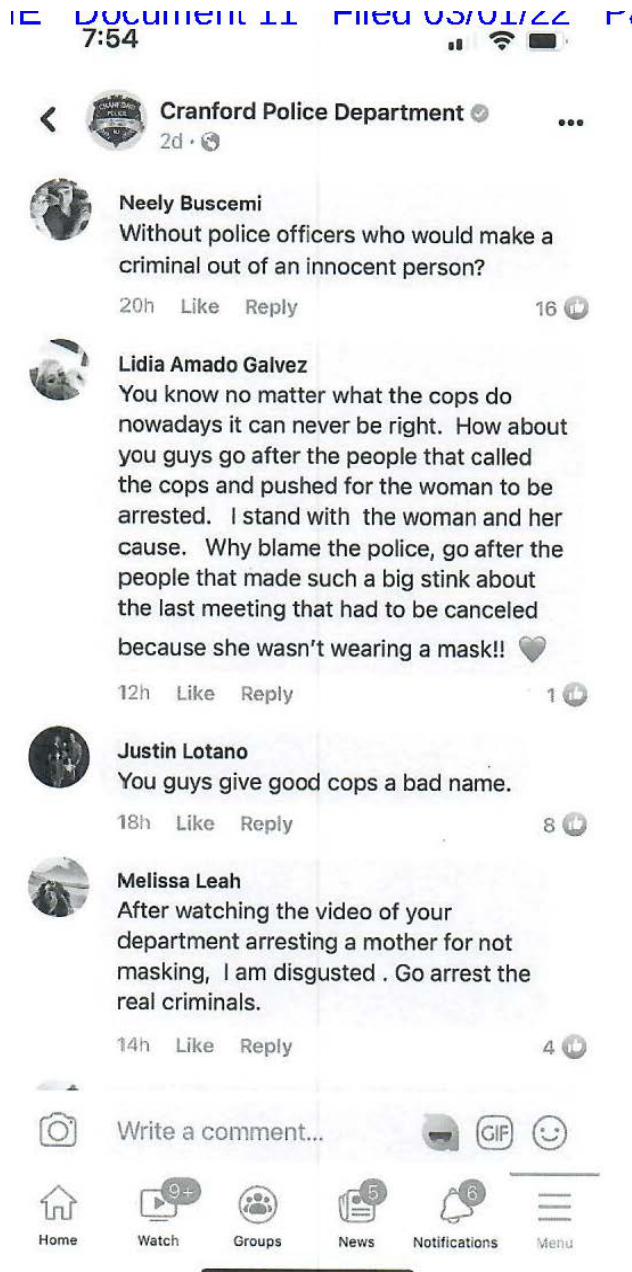 Document 11 Filed 03/01/22
7:54
Cranford Police Department
2d ·
Neely Buscemi
Without police officers who would make a
criminal out of an innocent person?
20h Like Reply 16
Lidia Amado Galvez
You know no matter what the cops do
nowadays it can never be right. How about
you guys go after the people that called
the cops and pushed for the woman to be
arrested. I stand with the woman and her
cause. Why blame the police, go after the
people that made such a big stink about
the last meeting that had to be canceled
because she wasn't wearing a mask!! 🤍
12h Like Reply 1
Justin Lotano
You guys give good cops a bad name.
18h Like Reply 8
Melissa Leah
After watching the video of your
department arresting a mother for not
masking, I am disgusted . Go arrest the
real criminals.
14h Like Reply 4
Write a comment...
GIF
9+ 5 6
Home Watch Groups News Notifications Menu